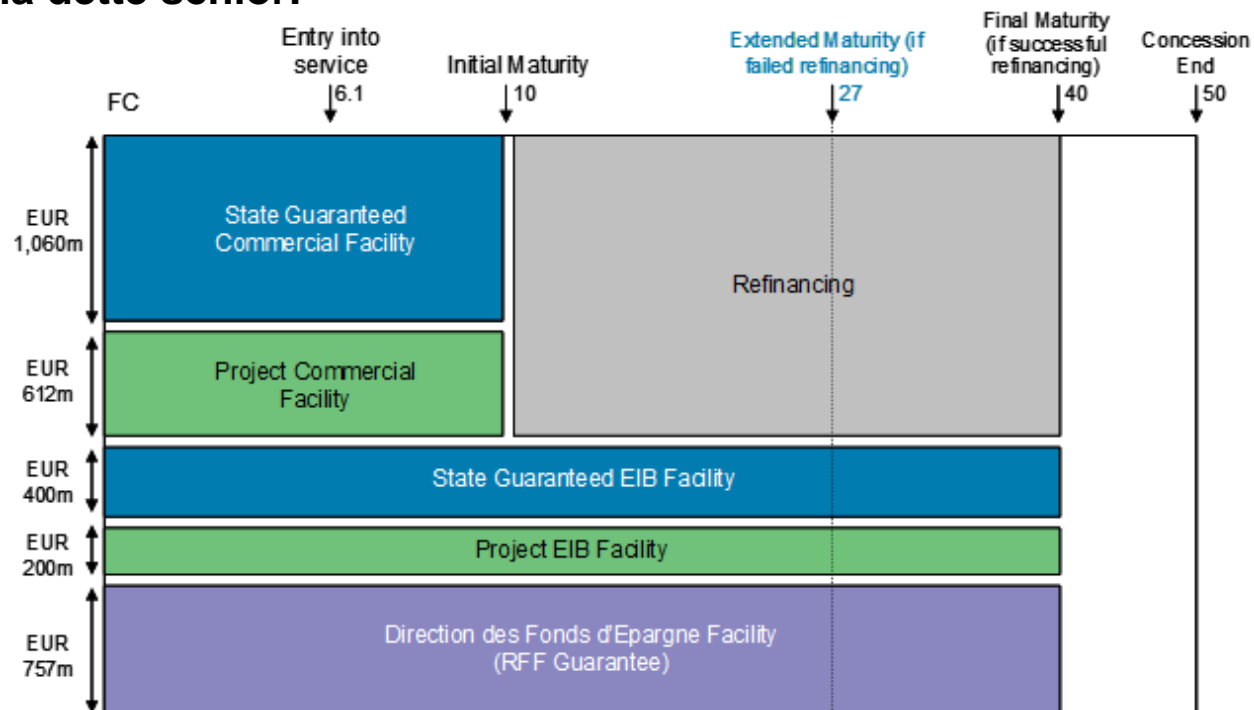 Entry into
service
6.1
Initial Maturity
10
Extended Maturity (if
failed refinancing)
27
Final Maturity
(if successful
refinancing)
40
Concession
End
50
FC
EUR
1,060m
State Guaranteed
Commercial Facility
Refinancing
EUR
612m
Project Commercial
Facility
EUR
400m
State Guaranteed EIB Facility
EUR
200m
Project EIB Facility
EUR
757m
Direction des Fonds d'Epargne Facility
(RFF Guarantee)